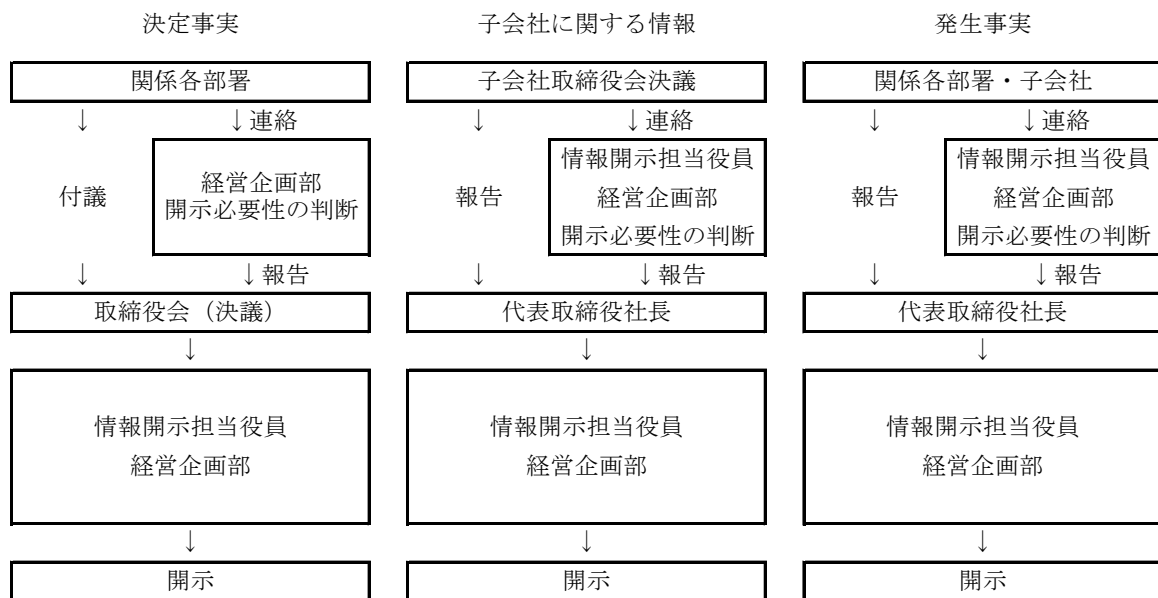 決定事実
関係各部署
↓ ↓連絡
経営企画部
開示必要性の判断
付議
↓ ↓報告
取締役会（決議）
↓
情報開示担当役員
経営企画部
↓
開示
子会社に関する情報
子会社取締役会決議
↓ ↓連絡
情報開示担当役員
報告 経営企画部
開示必要性の判断
↓ ↓報告
代表取締役社長
↓
情報開示担当役員
経営企画部
↓
開示
発生事実
関係各部署・子会社
↓ ↓連絡
情報開示担当役員
報告 経営企画部
開示必要性の判断
↓ ↓報告
代表取締役社長
↓
情報開示担当役員
経営企画部
↓
開示